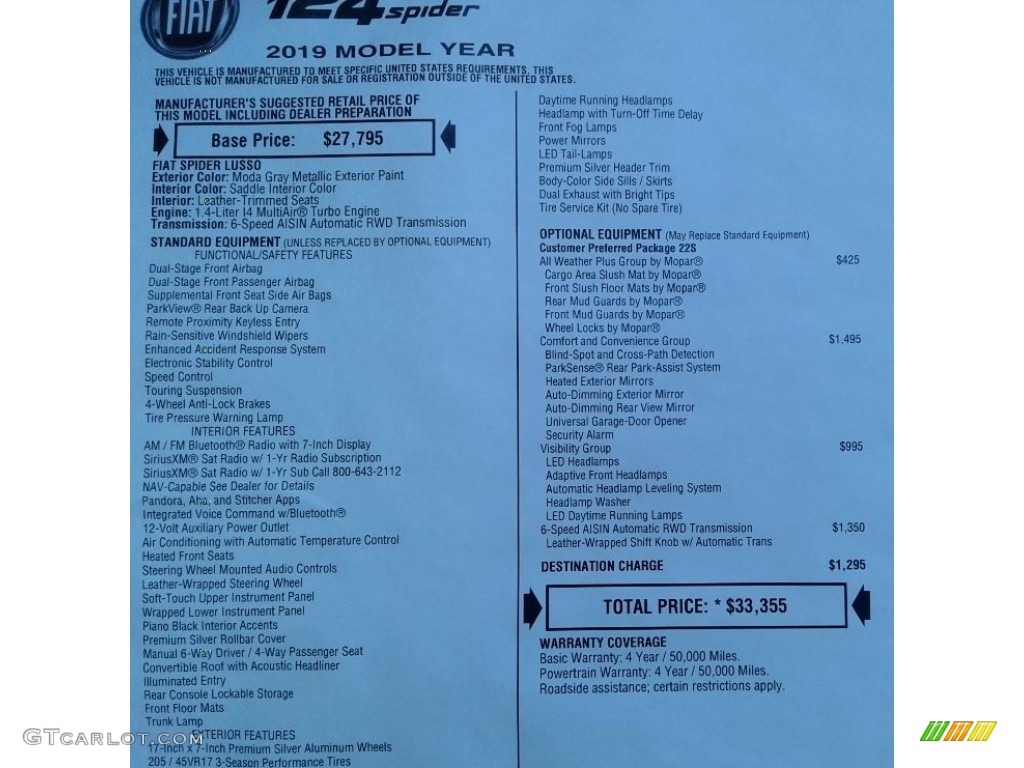 FIAT
124 spider
2019 MODEL YEAR
THIS VEHICLE IS MANUFACTURED TO MEET SPECIFIC UNITED STATES REQUIREMENTS. THIS
VEHICLE IS NOT MANUFACTURED FOR SALE OR REGISTRATION OUTSIDE OF THE UNITED STATES.
MANUFACTURER'S SUGGESTED RETAIL PRICE OF
THIS MODEL INCLUDING DEALER PREPARATION
Base Price: $27,795
FIAT SPIDER LUSSO
Exterior Color: Moda Gray Metallic Exterior Paint
Interior Color: Saddle Interior Color
Interior: Leather-Trimmed Seats
Engine: 1.4-Liter I4 MultiAir® Turbo Engine
Transmission: 6-Speed AISIN Automatic RWD Transmission
STANDARD EQUIPMENT (UNLESS REPLACED BY OPTIONAL EQUIPMENT)
FUNCTIONAL/SAFETY FEATURES
Dual-Stage Front Airbag
Dual-Stage Front Passenger Airbag
Supplemental Front Seat Side Air Bags
ParkView® Rear Back Up Camera
Remote Proximity Keyless Entry
Rain-Sensitive Windshield Wipers
Enhanced Accident Response System
Electronic Stability Control
Speed Control
Touring Suspension
4-Wheel Anti-Lock Brakes
Tire Pressure Warning Lamp
INTERIOR FEATURES
AM / FM Bluetooth® Radio with 7-Inch Display
SiriusXM® Sat Radio w/ 1-Yr Radio Subscription
SiriusXM® Sat Radio w/ 1-Yr Sub Call 800-643-2112
NAV-Capable See Dealer for Details
Pandora, Aha, and Stitcher Apps
Integrated Voice Command w/Bluetooth®
12-Volt Auxiliary Power Outlet
Air Conditioning with Automatic Temperature Control
Heated Front Seats
Steering Wheel Mounted Audio Controls
Leather-Wrapped Steering Wheel
Soft-Touch Upper Instrument Panel
Wrapped Lower Instrument Panel
Piano Black Interior Accents
Premium Silver Rollbar Cover
Manual 6-Way Driver / 4-Way Passenger Seat
Convertible Roof with Acoustic Headliner
Illuminated Entry
Rear Console Lockable Storage
Front Floor Mats
Trunk Lamp
EXTERIOR FEATURES
17-Inch x 7-Inch Premium Silver Aluminum Wheels
205 / 45VR17 3-Season Performance Tires
Daytime Running Headlamps
Headlamp with Turn-Off Time Delay
Front Fog Lamps
Power Mirrors
LED Tail-Lamps
Premium Silver Header Trim
Body-Color Side Sills / Skirts
Dual Exhaust with Bright Tips
Tire Service Kit (No Spare Tire)
OPTIONAL EQUIPMENT (May Replace Standard Equipment)
Customer Preferred Package 22S
All Weather Plus Group by Mopar® $425
Cargo Area Slush Mat by Mopar®
Front Slush Floor Mats by Mopar®
Rear Mud Guards by Mopar®
Front Mud Guards by Mopar®
Wheel Locks by Mopar®
Comfort and Convenience Group $1,495
Blind-Spot and Cross-Path Detection
ParkSense® Rear Park-Assist System
Heated Exterior Mirrors
Auto-Dimming Exterior Mirror
Auto-Dimming Rear View Mirror
Universal Garage-Door Opener
Security Alarm
Visibility Group $995
LED Headlamps
Adaptive Front Headlamps
Automatic Headlamp Leveling System
Headlamp Washer
LED Daytime Running Lamps
6-Speed AISIN Automatic RWD Transmission $1,350
Leather-Wrapped Shift Knob w/ Automatic Trans
DESTINATION CHARGE $1,295
TOTAL PRICE: * $33,355
WARRANTY COVERAGE
Basic Warranty: 4 Year / 50,000 Miles.
Powertrain Warranty: 4 Year / 50,000 Miles.
Roadside assistance; certain restrictions apply.
GTCARLOT.COM